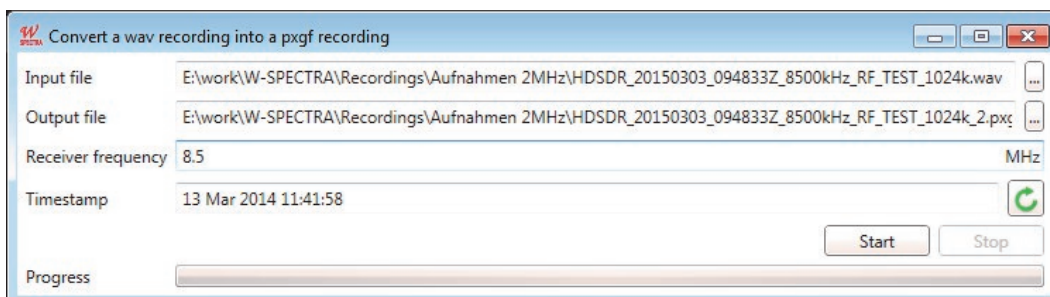 W SPECTRA Convert a wav recording into a pxgf recording
Input file E:\work\W-SPECTRA\Recordings\Aufnahmen 2MHz\HDSDR_20150303_094833Z_8500kHz_RF_TEST_1024k.wav ...
Output file E:\work\W-SPECTRA\Recordings\Aufnahmen 2MHz\HDSDR_20150303_094833Z_8500kHz_RF_TEST_1024k_2.pxg ...
Receiver frequency 8.5 MHz
Timestamp 13 Mar 2014 11:41:58
Start Stop
Progress